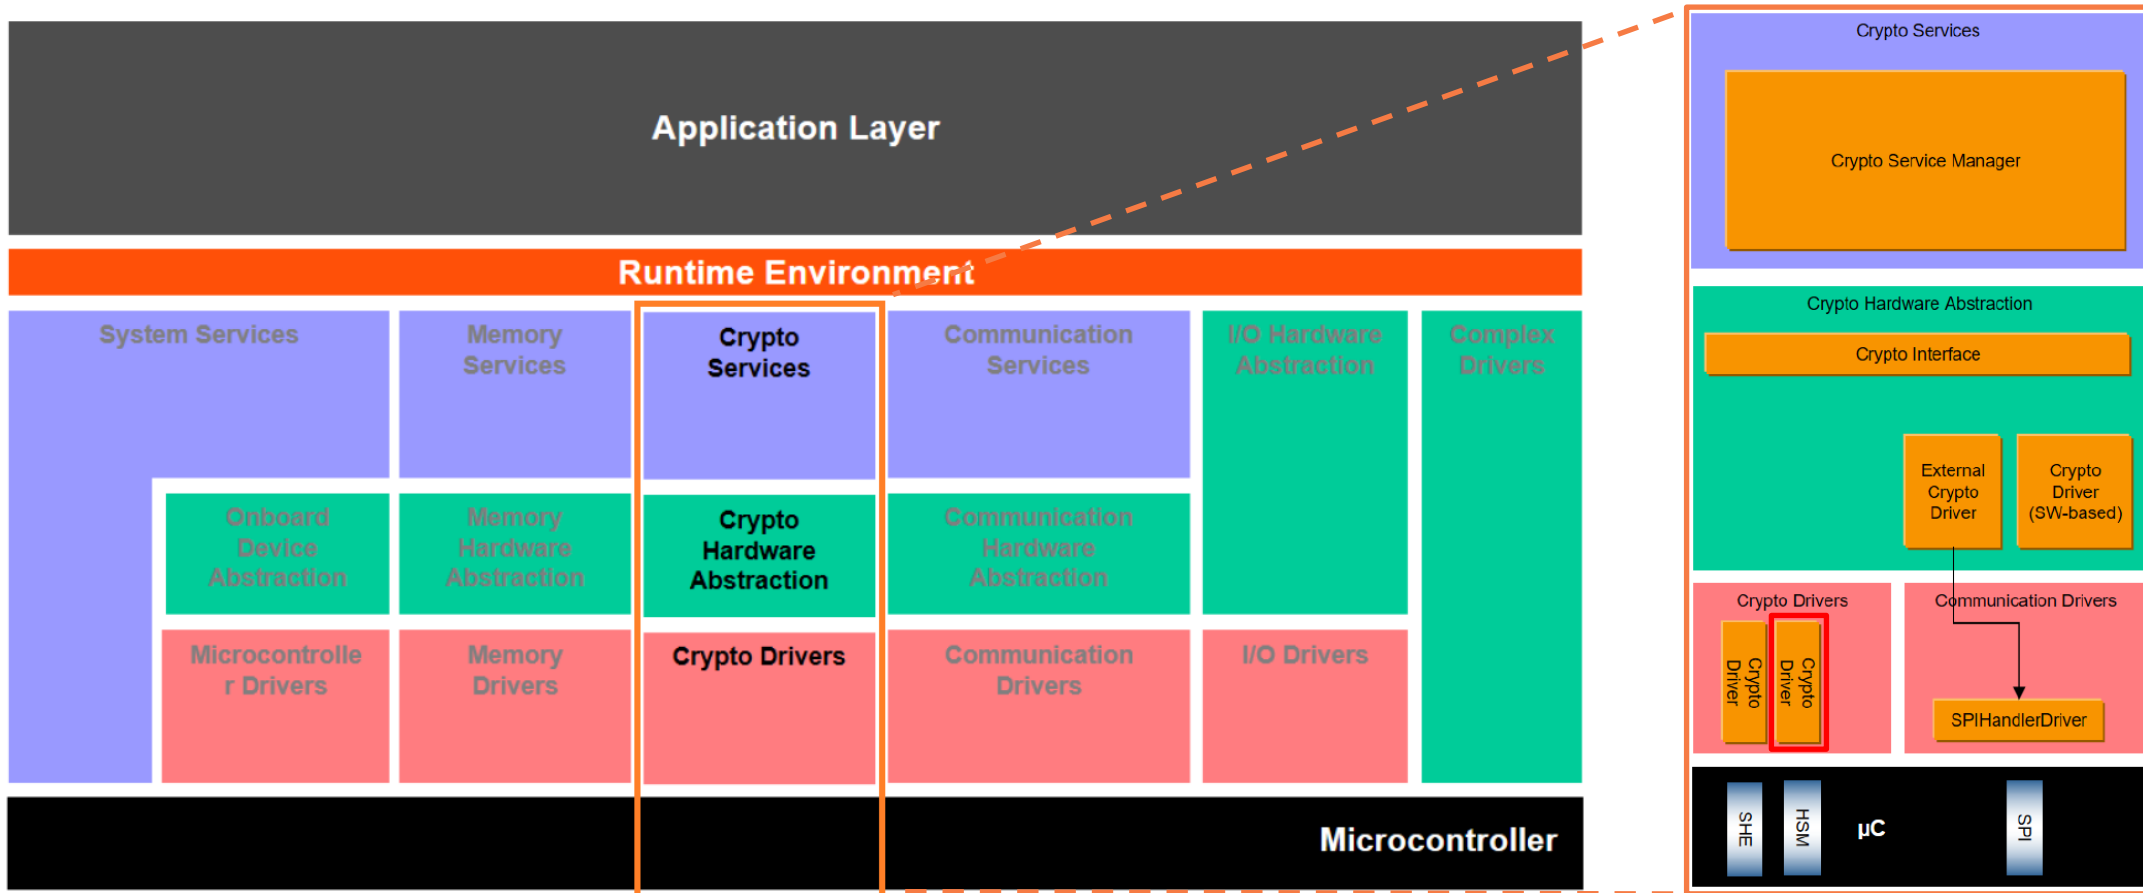 Application Layer
Runtime Environment
System Services
Memory
Services
Crypto
Services
Communication
Services
I/O Hardware
Abstraction
Complex
Drivers
Onboard
Device
Abstraction
Memory
Hardware
Abstraction
Crypto
Hardware
Abstraction
Communication
Hardware
Abstraction
Microcontrolle
r Drivers
Memory
Drivers
Crypto Drivers
Communication
Drivers
I/O Drivers
Microcontroller
Crypto Services
Crypto Service Manager
Crypto Hardware Abstraction
Crypto Interface
External
Crypto
Driver
Crypto
Driver
(SW-based)
Crypto Drivers
Crypto
Driver
Crypto
Driver
Communication Drivers
SPIHandlerDriver
SHE
HSM
µC
SPI